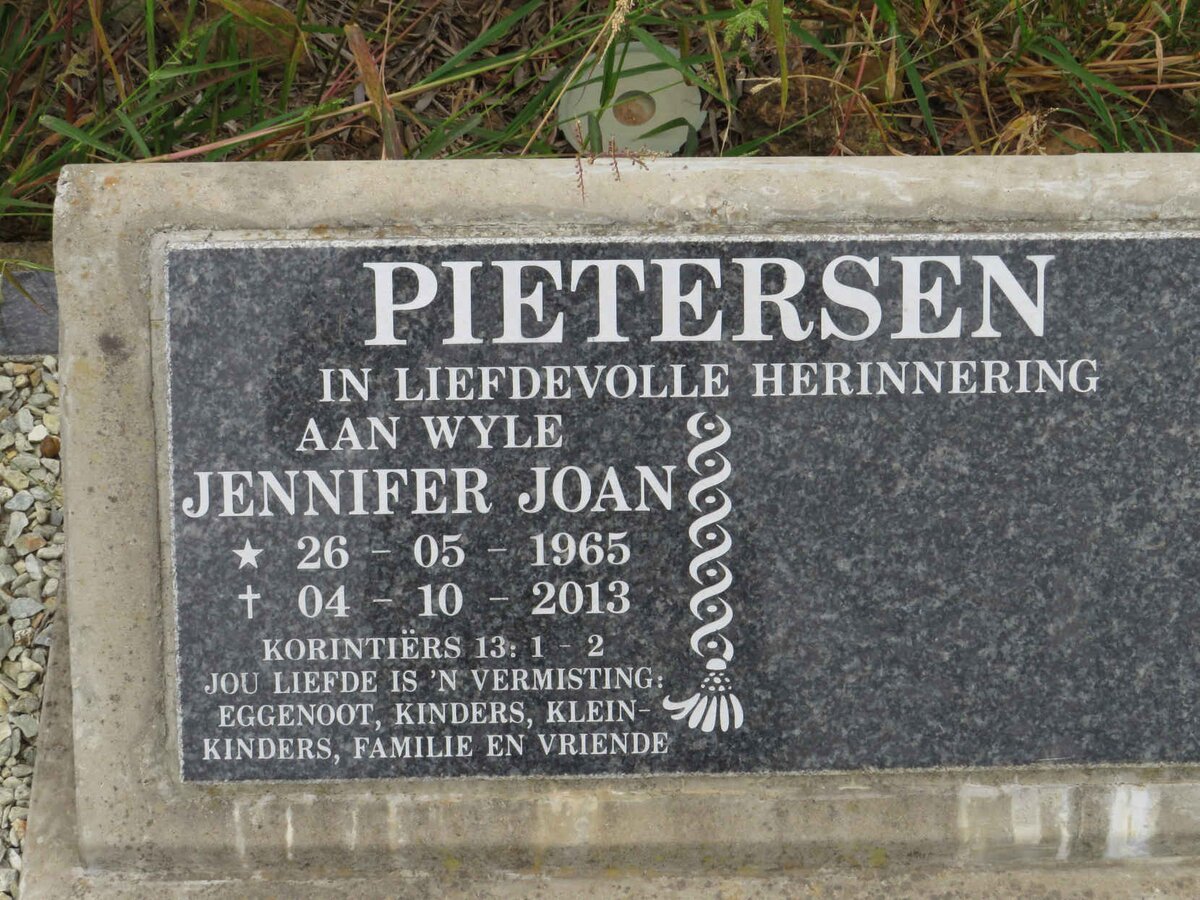 PIETERSEN
IN LIEFDEVOLLE HERINNERING
AAN WYLE
JENNIFER JOAN
★ 26 - 05 - 1965
✝ 04 - 10 - 2013
KORINTIËRS 13: 1 - 2
JOU LIEFDE IS 'N VERMISTING:
EGGENOOT, KINDERS, KLEIN-
KINDERS, FAMILIE EN VRIENDE